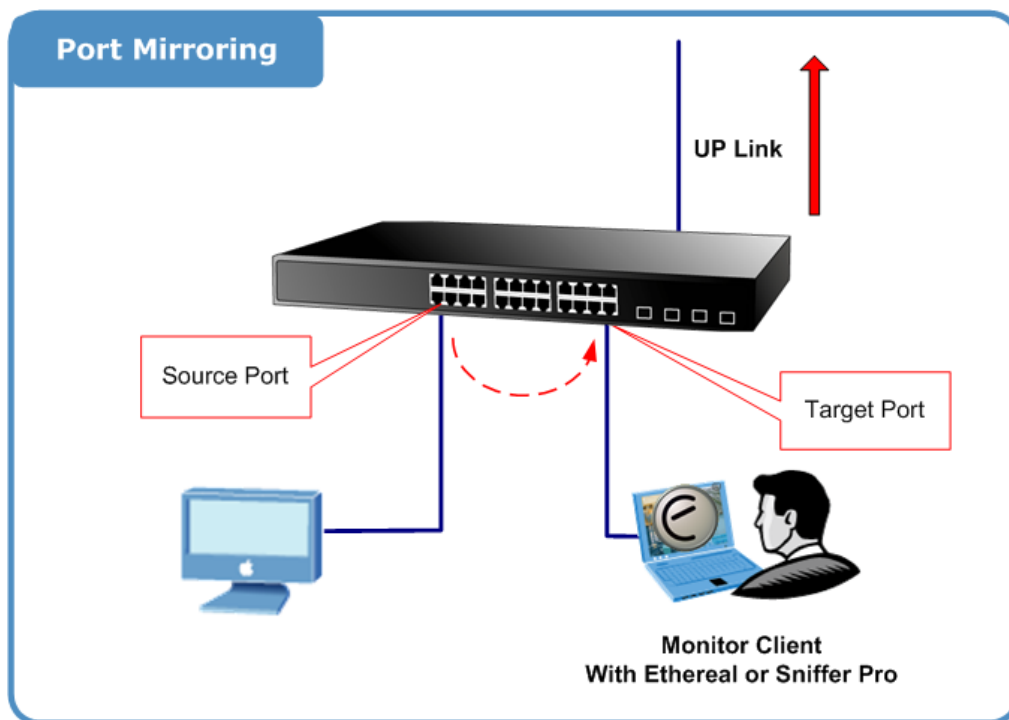 Port Mirroring
UP Link
Source Port
Target Port
Monitor Client
With Ethereal or Sniffer Pro